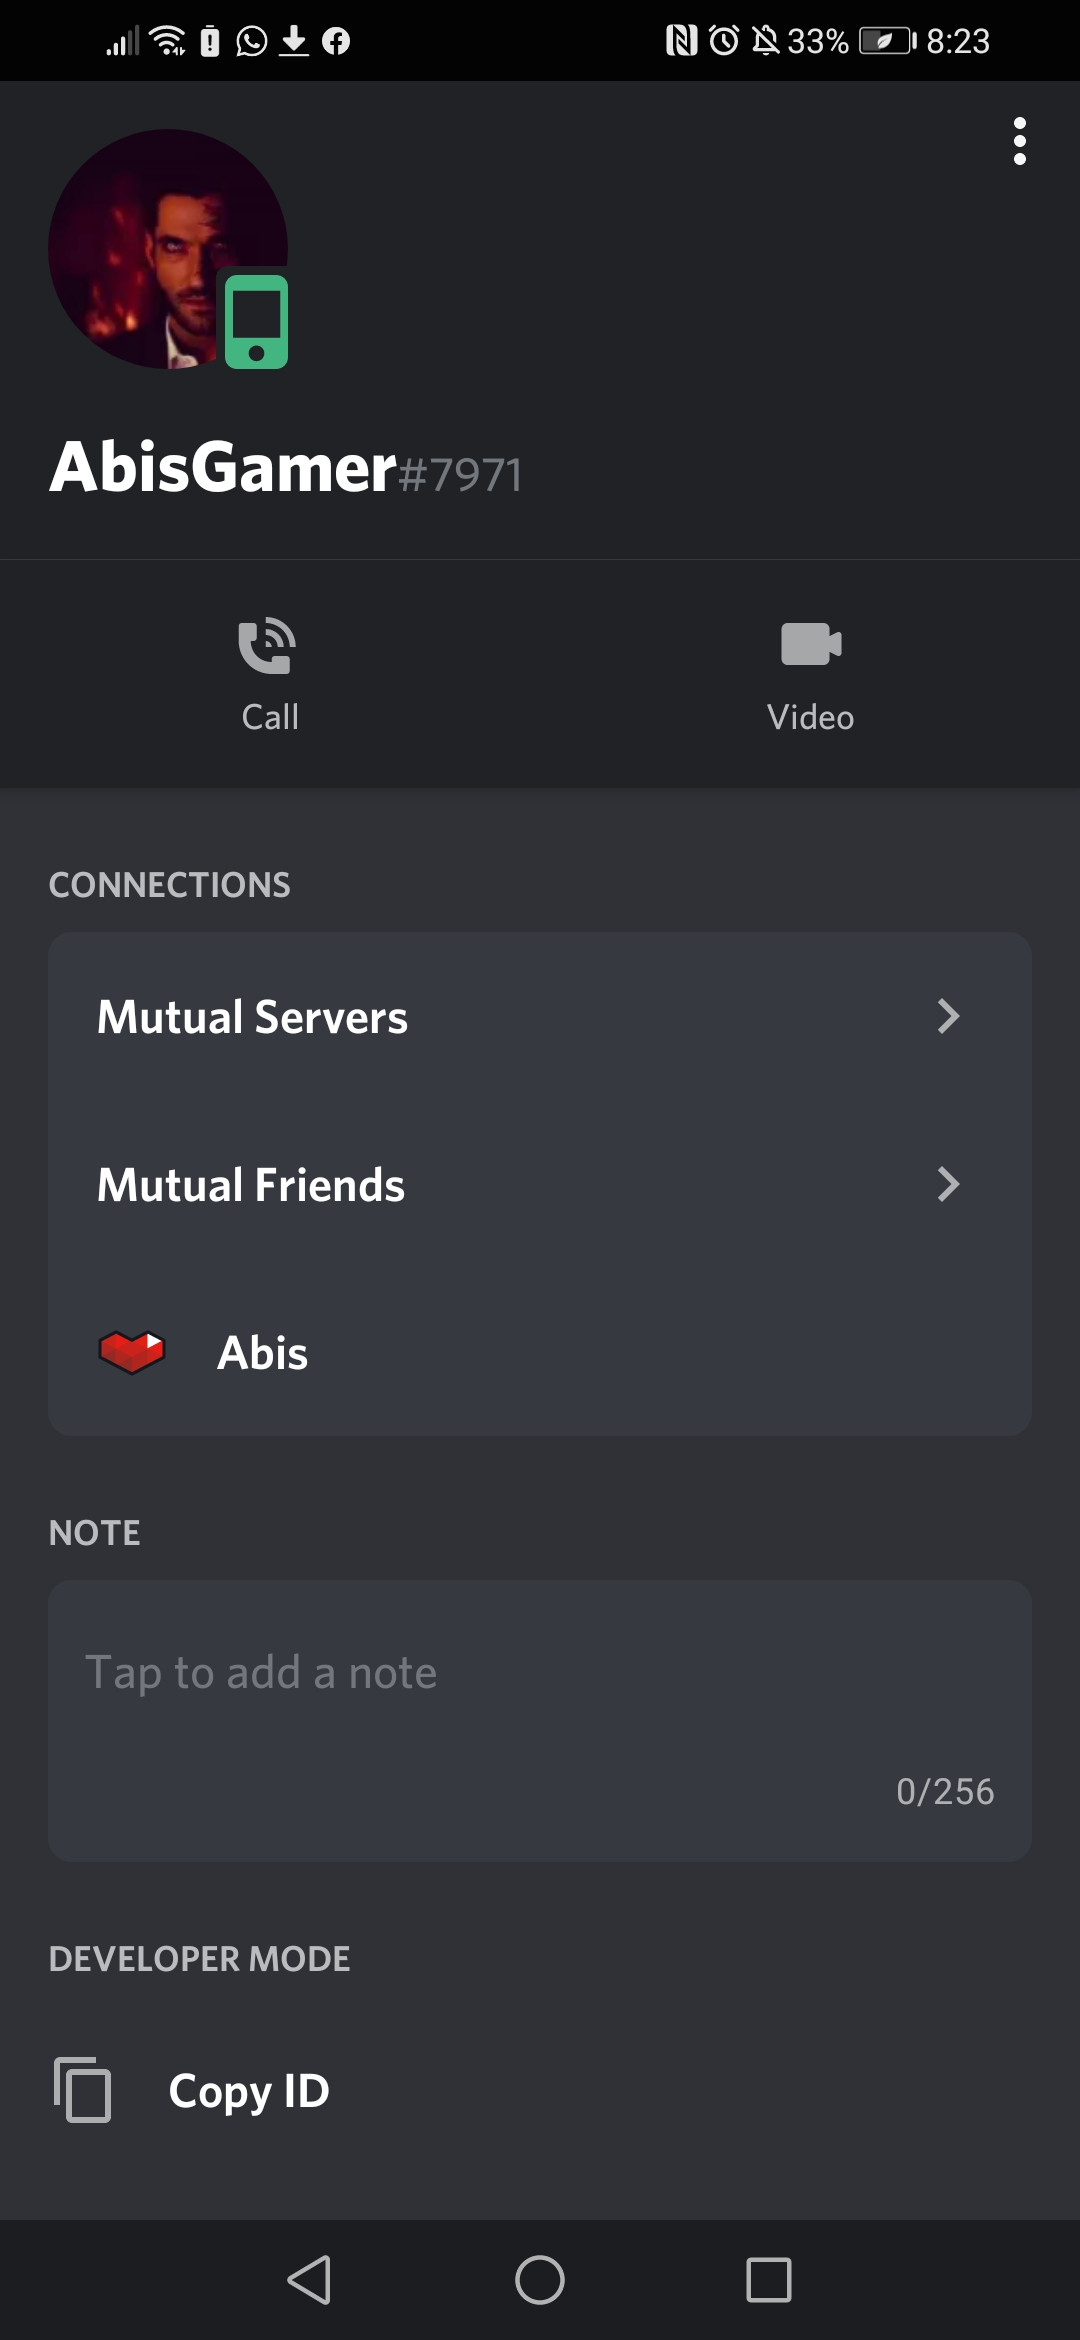 33% 8:23
AbisGamer#7971
Call Video
CONNECTIONS
Mutual Servers
Mutual Friends
Abis
NOTE
Tap to add a note
0/256
DEVELOPER MODE
Copy ID